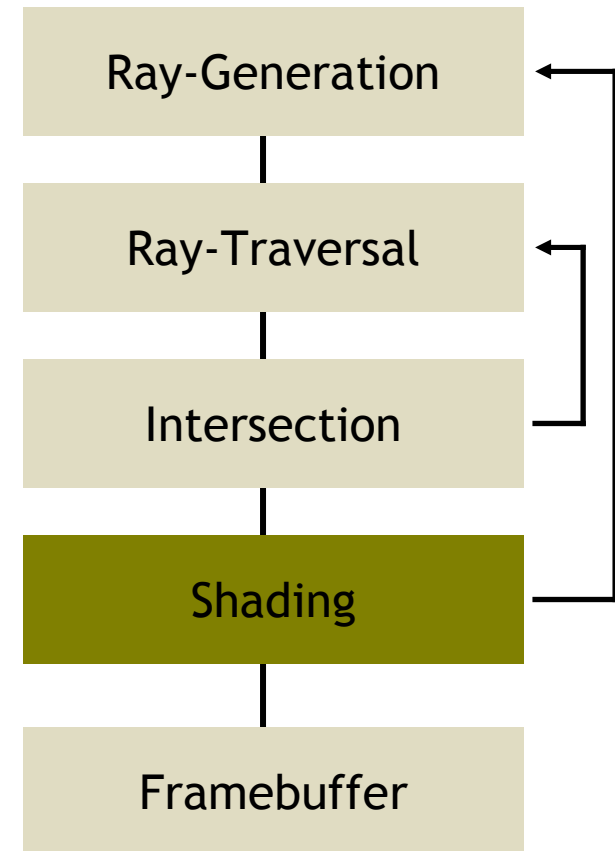 Ray-Generation
Ray-Traversal
Intersection
Shading
Framebuffer